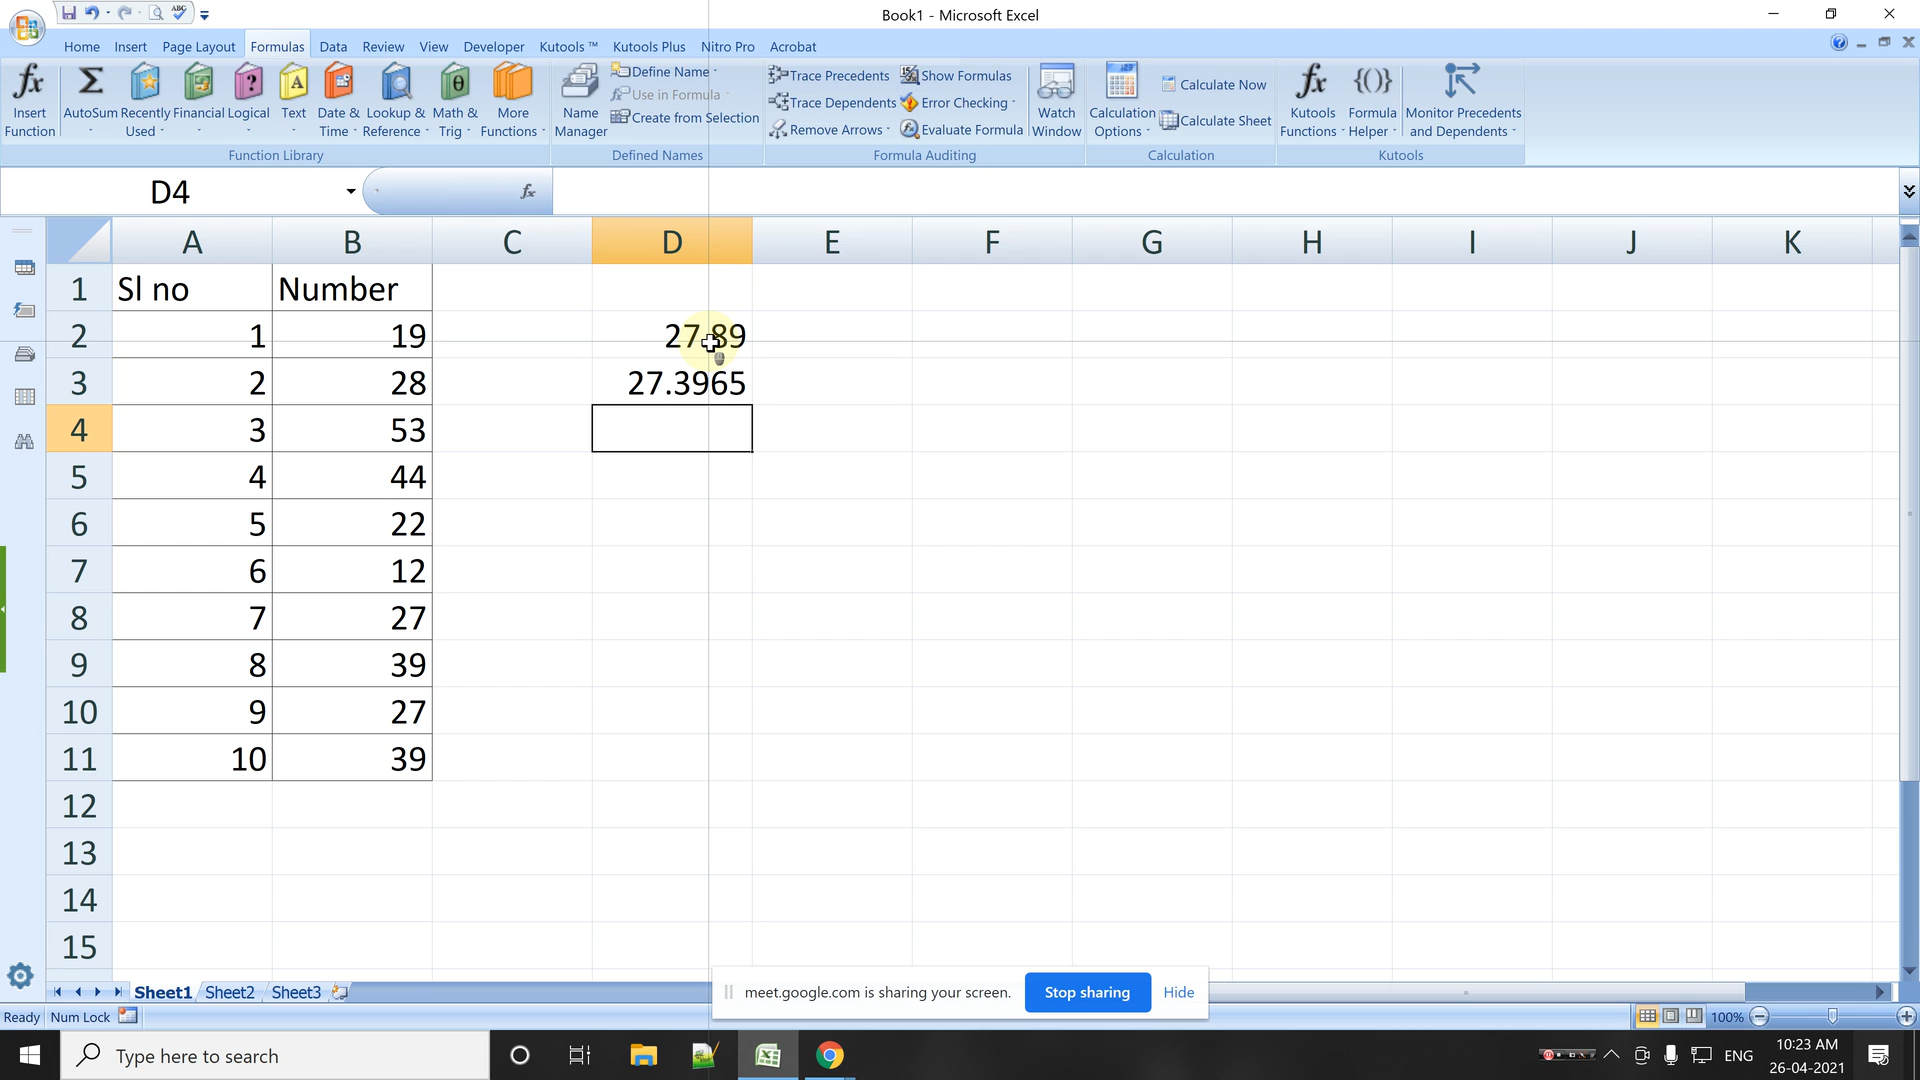 Book1 - Microsoft Excel
Home Insert Page Layout Formulas Data Review View Developer Kutools ™ Kutools Plus Nitro Pro Acrobat
Insert Function
AutoSum
Recently Used
Financial
Logical
Text
Date & Time
Lookup & Reference
Math & Trig
More Functions
Name Manager
Define Name
Use in Formula
Create from Selection
Trace Precedents
Trace Dependents
Remove Arrows
Show Formulas
Error Checking
Evaluate Formula
Watch Window
Calculation Options
Calculate Now
Calculate Sheet
Kutools Functions
Formula Helper
Monitor Precedents and Dependents
Function Library Defined Names Formula Auditing Calculation Kutools
D4 fx
A B C D E F G H I J K
1 Sl no Number
2 1 19 27.89
3 2 28 27.3965
4 3 53
5 4 44
6 5 22
7 6 12
8 7 27
9 8 39
10 9 27
11 10 39
12
13
14
15
meet.google.com is sharing your screen. Stop sharing Hide
Sheet1 Sheet2 Sheet3
Ready Num Lock 100%
Type here to search
ENG
10:23 AM
26-04-2021